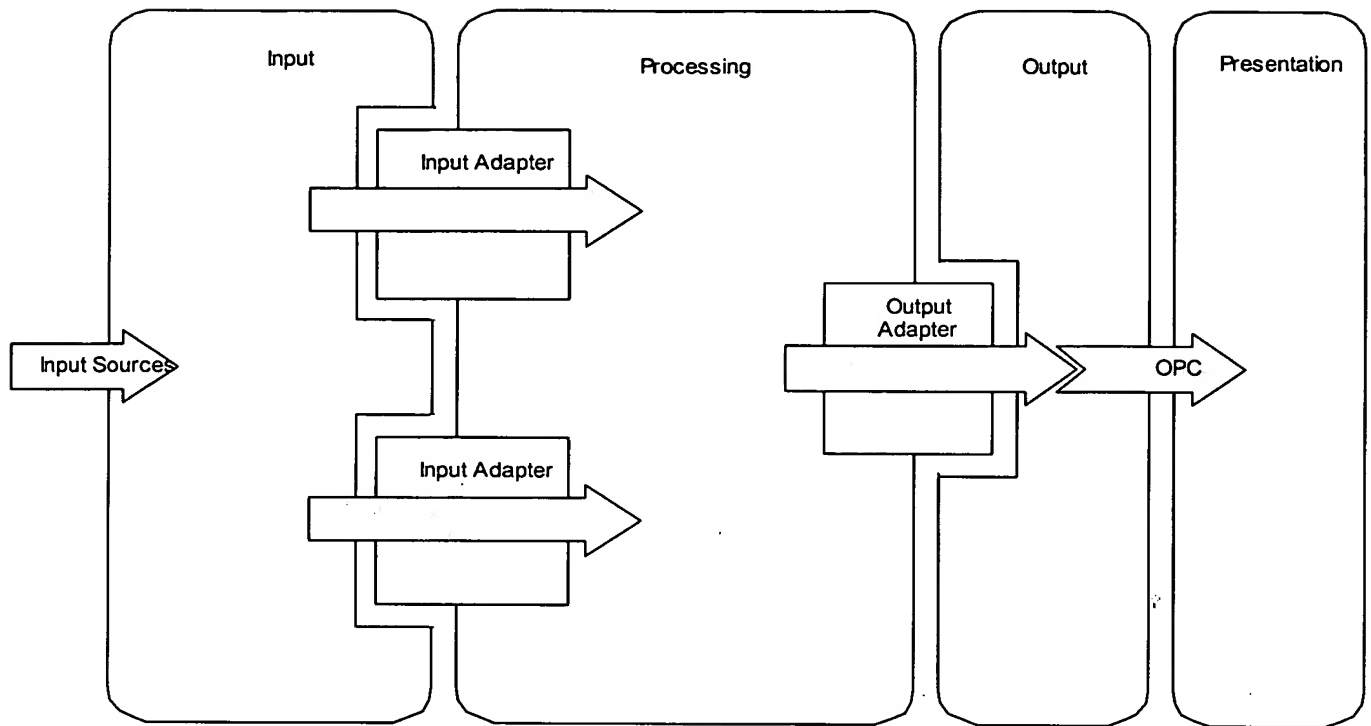 Input
Processing
Output
Presentation
Input Adapter
Output
Adapter
Input Sources
OPC
Input Adapter